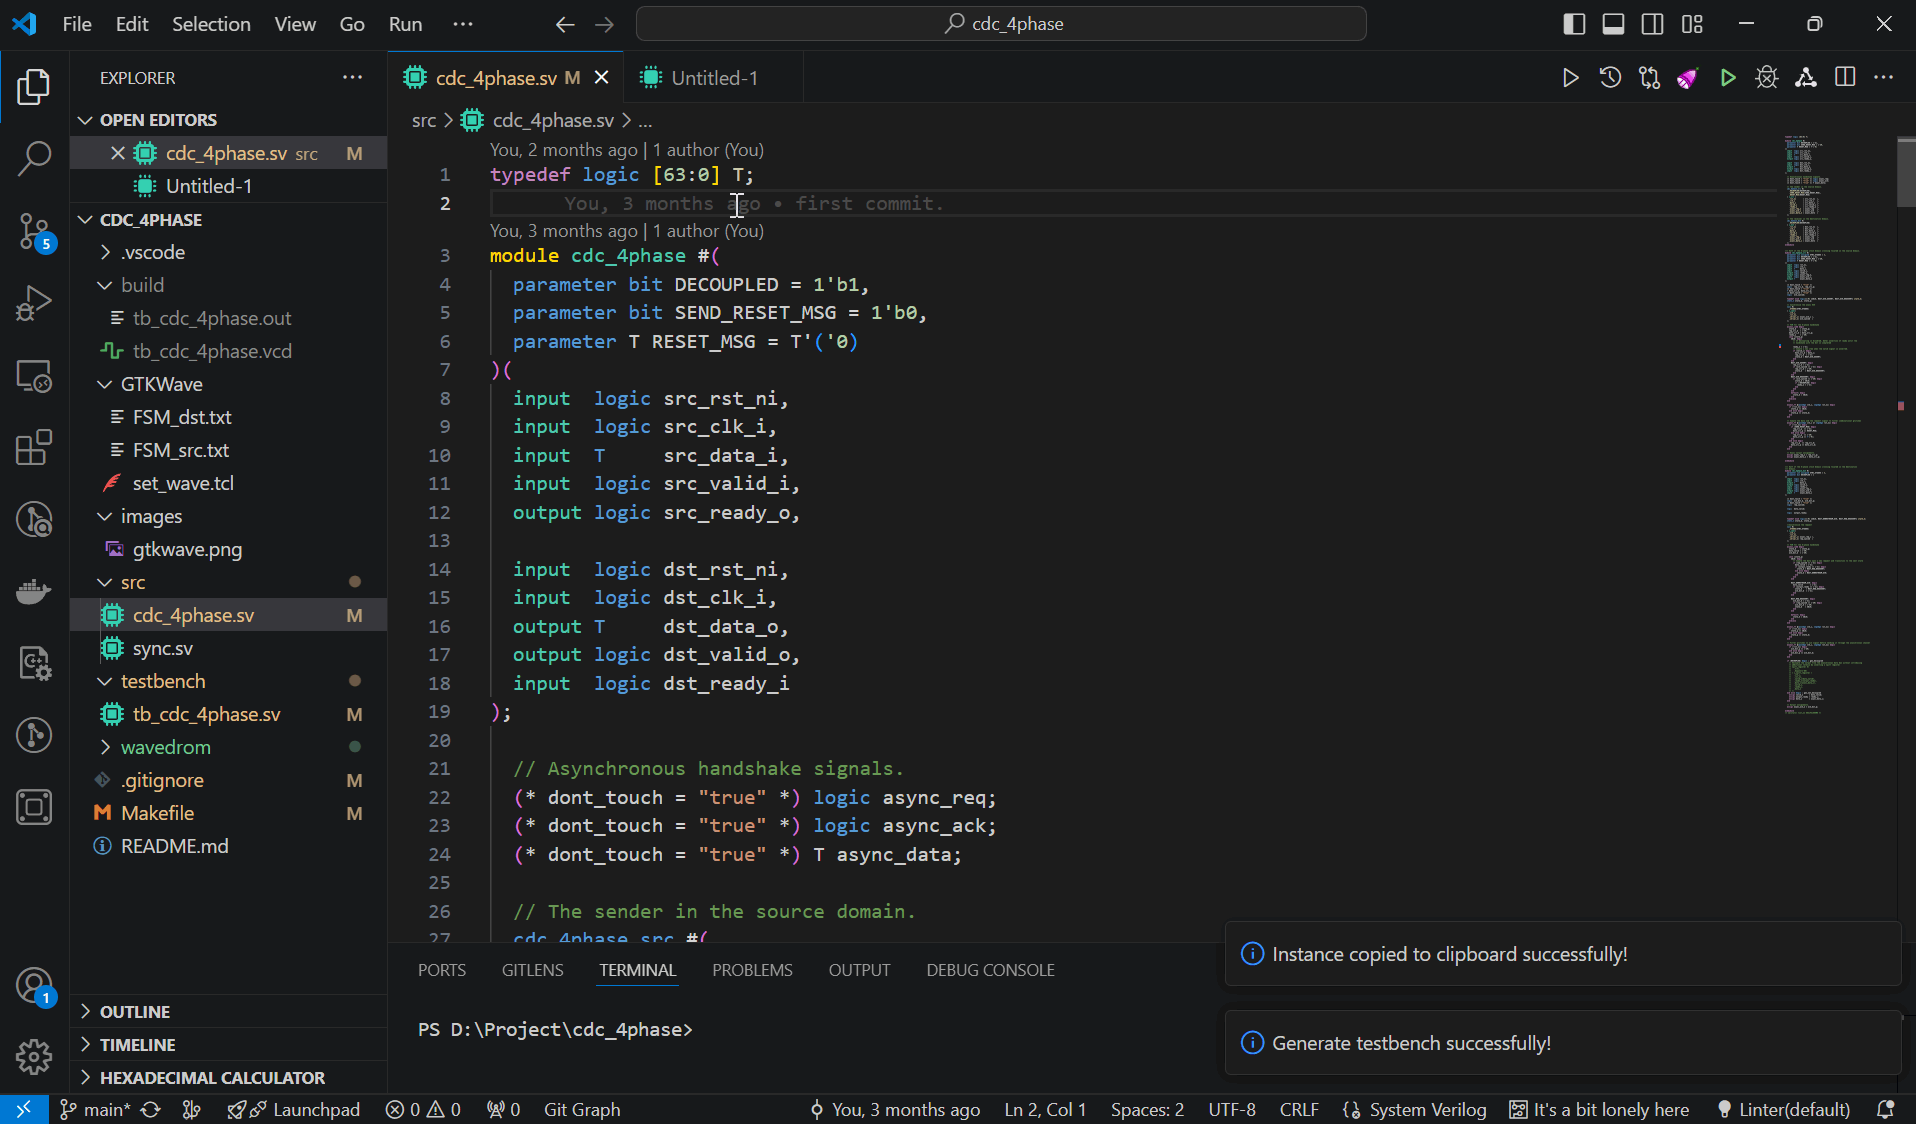 File Edit Selection View Go Run
cdc_4phase
EXPLORER
OPEN EDITORS
cdc_4phase.sv src M
Untitled-1
CDC_4PHASE
.vscode
build
tb_cdc_4phase.out
tb_cdc_4phase.vcd
GTKWave
FSM_dst.txt
FSM_src.txt
set_wave.tcl
images
gtkwave.png
src
cdc_4phase.sv M
sync.sv
testbench
tb_cdc_4phase.sv M
wavedrom
.gitignore M
Makefile M
README.md
OUTLINE
TIMELINE
HEXADECIMAL CALCULATOR
5
1
cdc_4phase.sv M Untitled-1
src > cdc_4phase.sv > ...
You, 2 months ago | 1 author (You)
1 typedef logic [63:0] T;
2 You, 3 months ago • first commit.
You, 3 months ago | 1 author (You)
3 module cdc_4phase #(
4 parameter bit DECOUPLED = 1'b1,
5 parameter bit SEND_RESET_MSG = 1'b0,
6 parameter T RESET_MSG = T'('0)
7 )(
8 input logic src_rst_ni,
9 input logic src_clk_i,
10 input T src_data_i,
11 input logic src_valid_i,
12 output logic src_ready_o,
13
14 input logic dst_rst_ni,
15 input logic dst_clk_i,
16 output T dst_data_o,
17 output logic dst_valid_o,
18 input logic dst_ready_i
19 );
20
21 // Asynchronous handshake signals.
22 (* dont_touch = "true" *) logic async_req;
23 (* dont_touch = "true" *) logic async_ack;
24 (* dont_touch = "true" *) T async_data;
25
26 // The sender in the source domain.
27 cdc_4phase_src #(
PORTS GITLENS TERMINAL PROBLEMS OUTPUT DEBUG CONSOLE
PS D:\Project\cdc_4phase>
Instance copied to clipboard successfully!
Generate testbench successfully!
main* Launchpad 0 0 0 Git Graph You, 3 months ago Ln 2, Col 1 Spaces: 2 UTF-8 CRLF System Verilog It's a bit lonely here Linter(default)